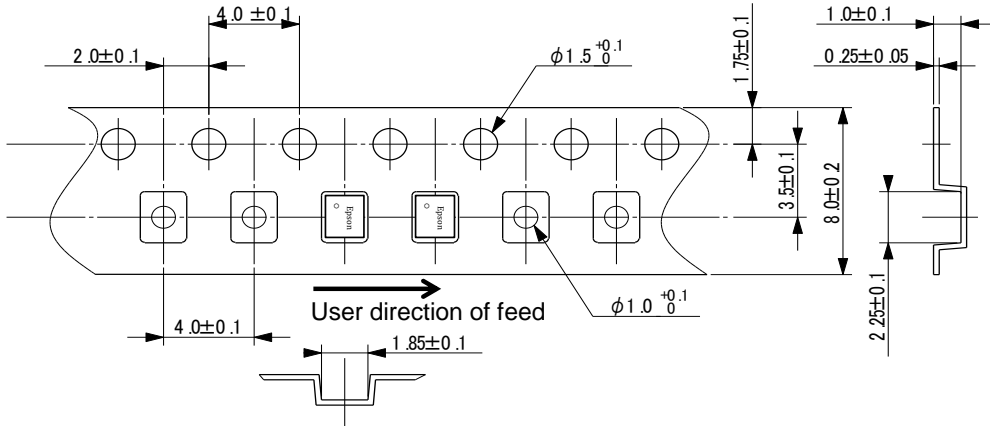 4.0±0.1
1.0±0.1
2.0±0.1
φ1.5 +0.1 0
1.75±0.1
0.25±0.05
3.5±0.1
8.0±0.2
Epson
Epson
2.25±0.1
User direction of feed
φ1.0 +0.1 0
4.0±0.1
1.85±0.1